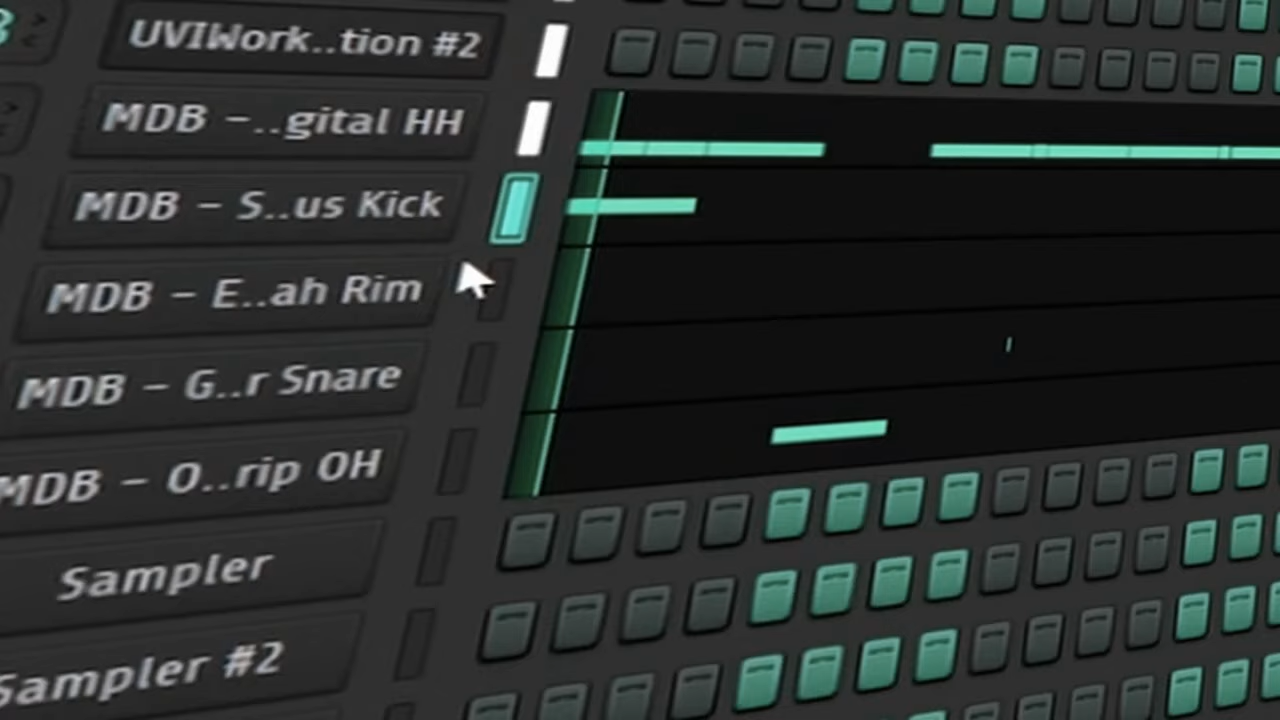 UVIWork..tion #2
MDB – ..gital HH
MDB – S..us Kick
MDB – E..ah Rim
MDB – G..r Snare
MDB – O..rip OH
Sampler
Sampler #2